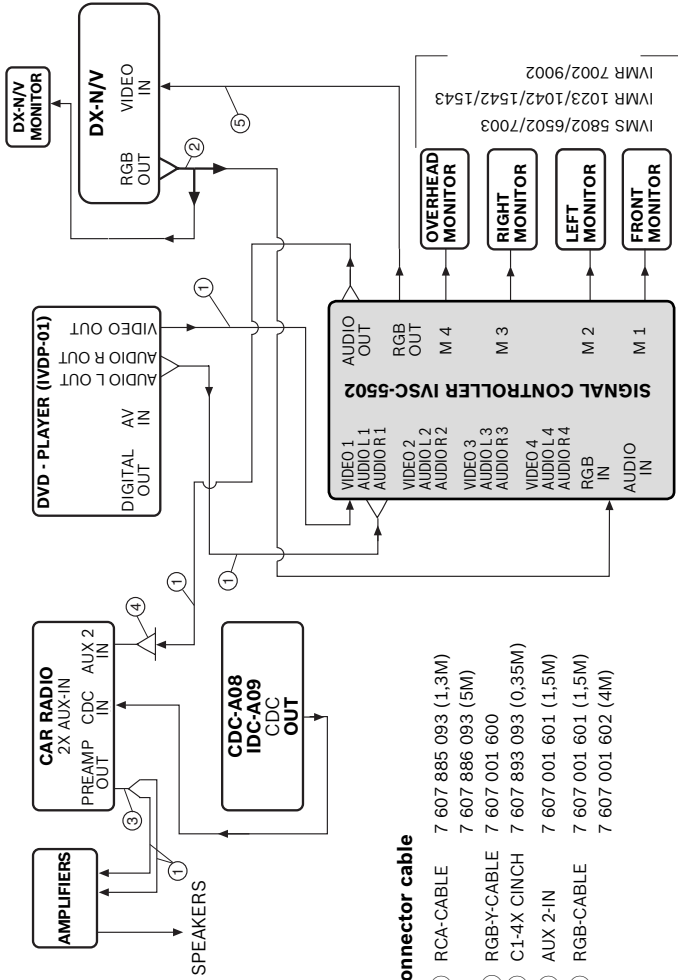 AMPLIFIERS
SPEAKERS
CAR RADIO
2X AUX-IN
PREAMP
OUT
CDC
IN
AUX 2
IN
3
1
4
1
CDC-A08
IDC-A09
CDC
OUT
DVD - PLAYER (IVDP-01)
DIGITAL
OUT
AV
IN
AUDIO L OUT
AUDIO R OUT
VIDEO OUT
1
1
DX-N/V
MONITOR
DX-N/V
RGB
OUT
VIDEO
IN
2
5
SIGNAL CONTROLLER IVSC-5502
VIDEO 1
AUDIO L 1
AUDIO R 1
VIDEO 2
AUDIO L 2
AUDIO R 2
VIDEO 3
AUDIO L 3
AUDIO R 3
VIDEO 4
AUDIO L 4
AUDIO R 4
RGB
IN
AUDIO
IN
AUDIO
OUT
RGB
OUT
M 4
M 3
M 2
M 1
OVERHEAD
MONITOR
RIGHT
MONITOR
LEFT
MONITOR
FRONT
MONITOR
IVMS 5802/6502/7003
IVMR 1023/1042/1542/1543
IVMR 7002/9002
onnector cable
RCA-CABLE 7 607 885 093 (1,3M)
7 607 886 093 (5M)
RGB-Y-CABLE 7 607 001 600
C1-4X CINCH 7 607 893 093 (0,35M)
AUX 2-IN 7 607 001 601 (1,5M)
RGB-CABLE 7 607 001 601 (1,5M)
7 607 001 602 (4M)